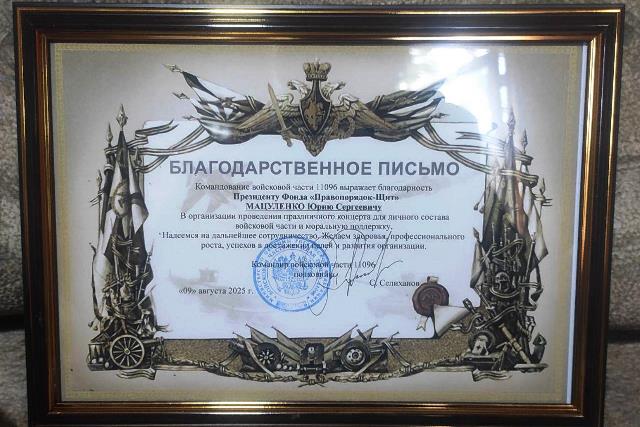 БЛАГОДАРСТВЕННОЕ ПИСЬМО
Командование войсковой части 11096 выражает благодарность
Президенту Фонда «Правопорядок-Щит»
МАЦУЛЕНКО Юрию Сергеевичу
В организации проведения праздничного концерта для личного состава
войсковой части и моральную поддержку.
"Надеемся на дальнейшее сотрудничество. Желаем здоровья, профессионального
роста, успехов в достижении целей и развития организации.
Командир войсковой части 11096
полковник
С. Селиханов
«09» августа 2025 г.